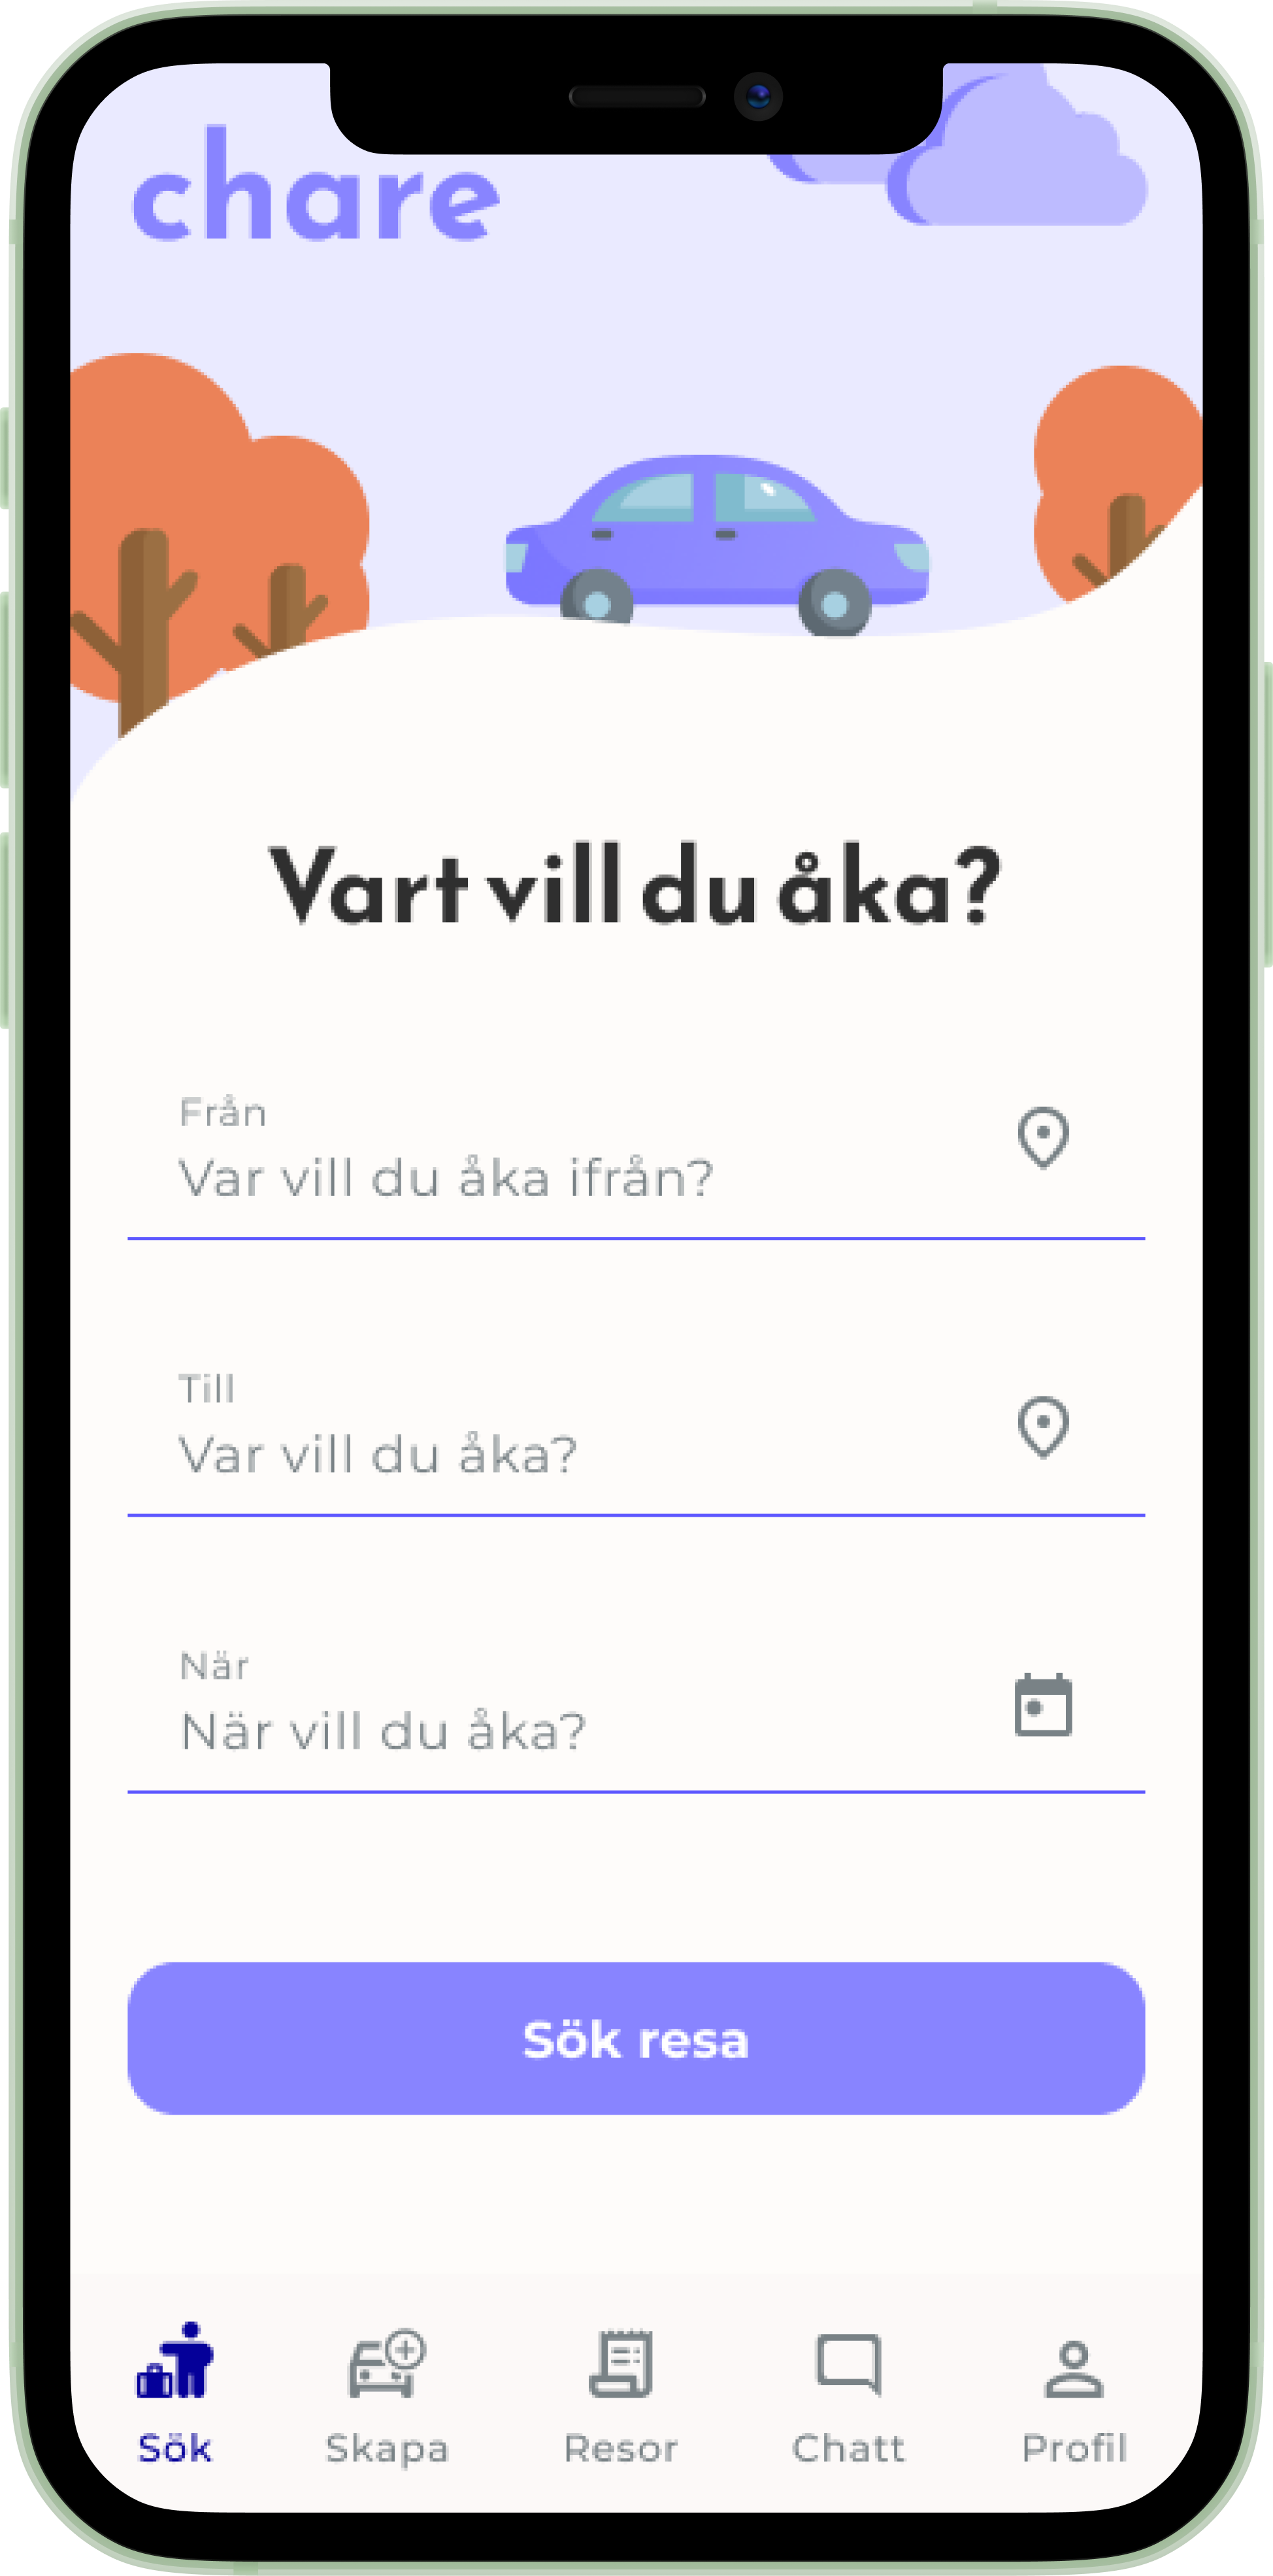 chare
Vart vill du åka?
Från
Var vill du åka ifrån?
Till
Var vill du åka?
När
När vill du åka?
Sök resa
Sök
Skapa
Resor
Chatt
Profil